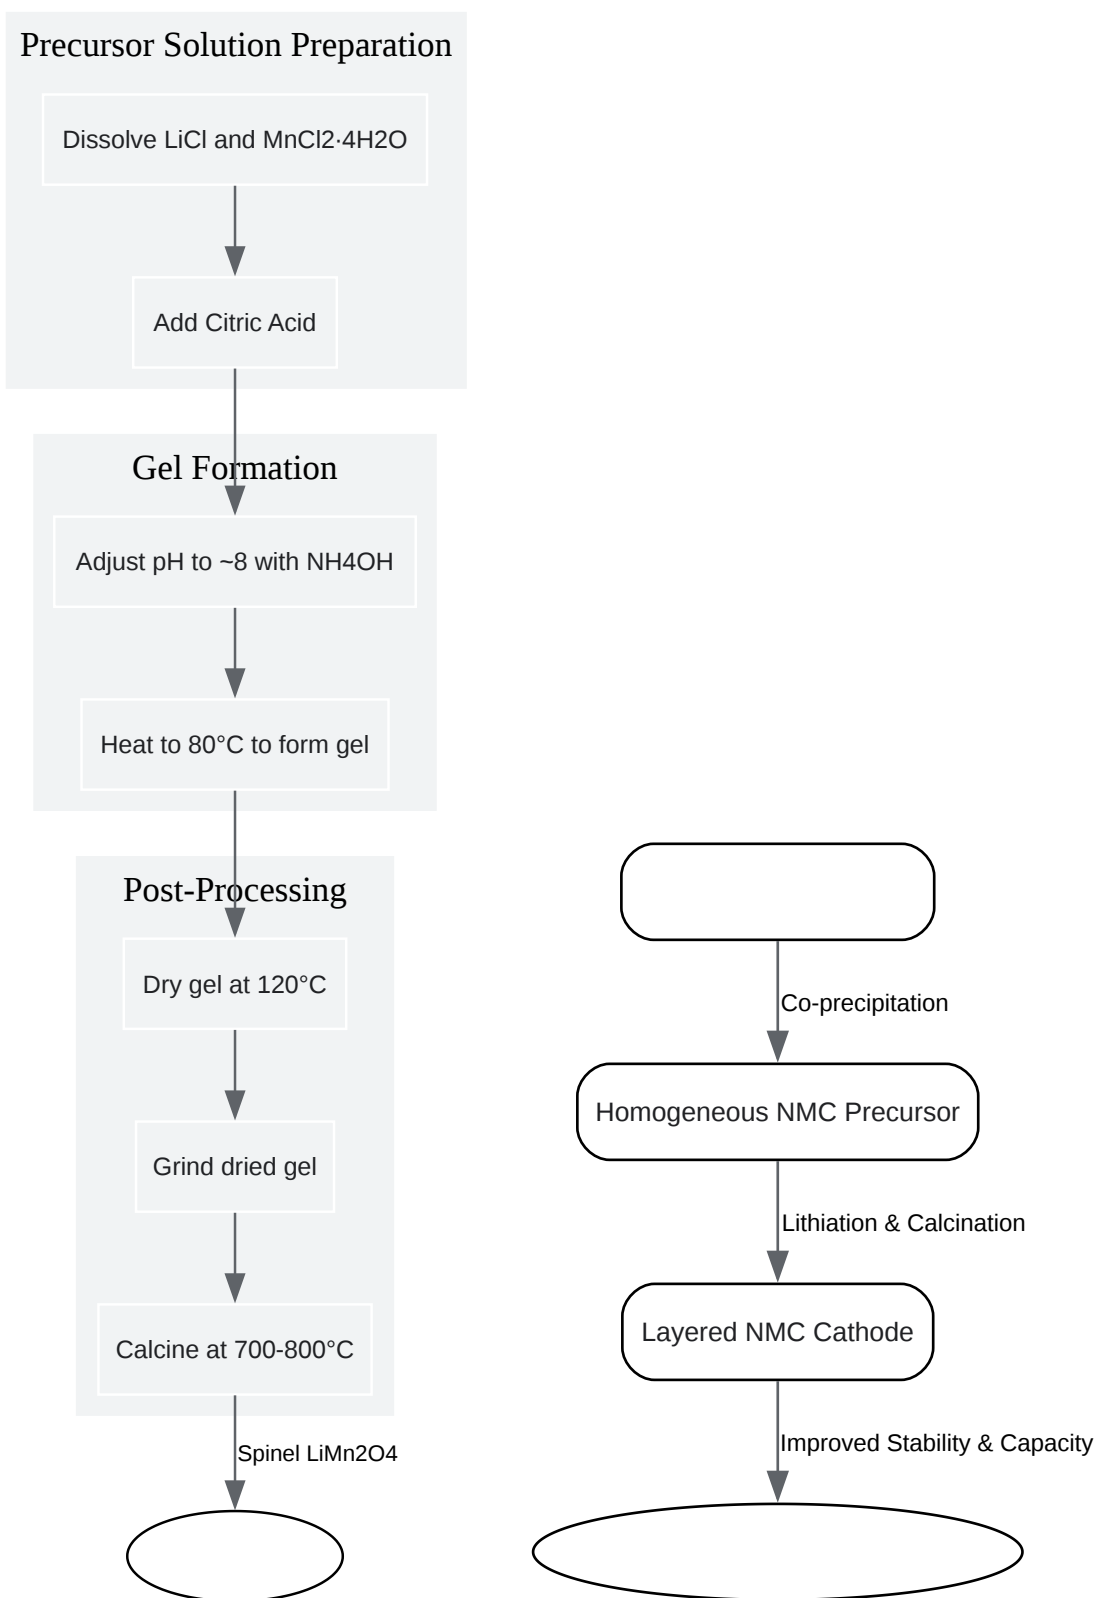 Precursor Solution Preparation
Dissolve LiCl and MnCl2·4H2O
Add Citric Acid
Gel Formation
Adjust pH to ~8 with NH4OH
Heat to 80°C to form gel
Post-Processing
Dry gel at 120°C
Grind dried gel
Calcine at 700-800°C
Spinel LiMn2O4
Co-precipitation
Homogeneous NMC Precursor
Lithiation & Calcination
Layered NMC Cathode
Improved Stability & Capacity